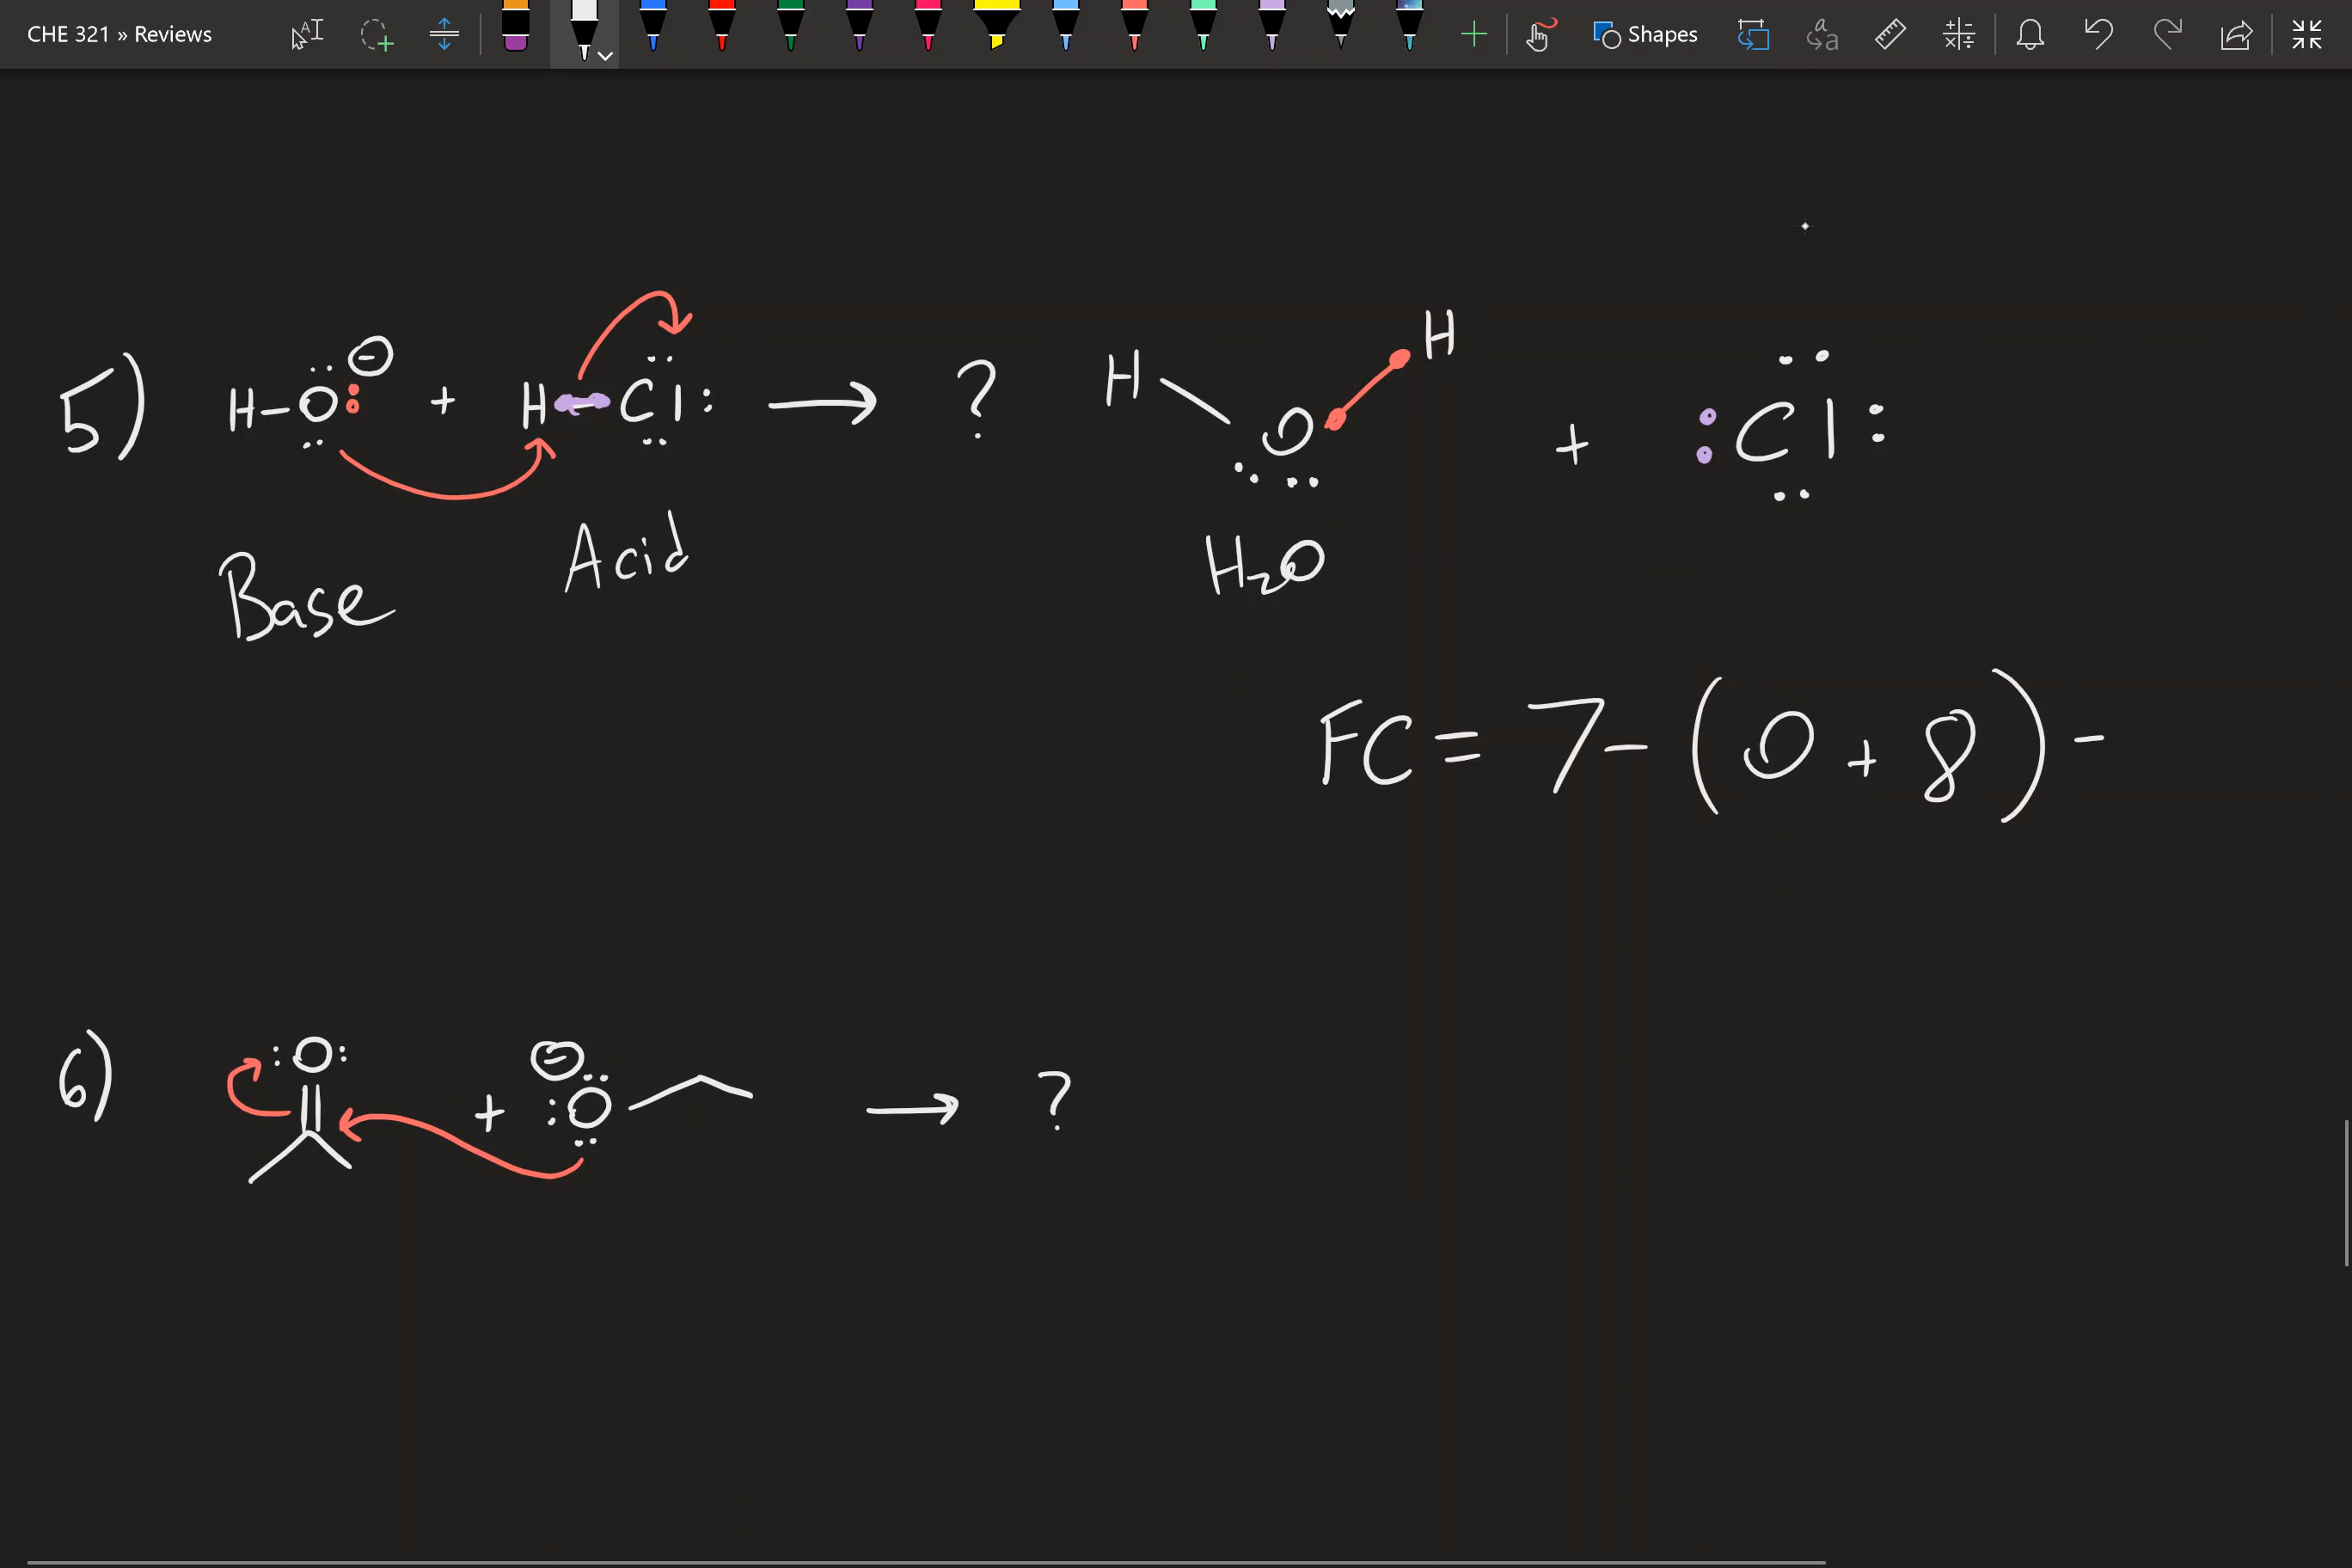 CHE 321 » Reviews
Shapes
5) H-O: ⊖ + H-Cl: → ? H O H + :Cl:
Base Acid H2O
FC = 7 - (0 + 8) -
6) :O: + ⊖ :O → ?